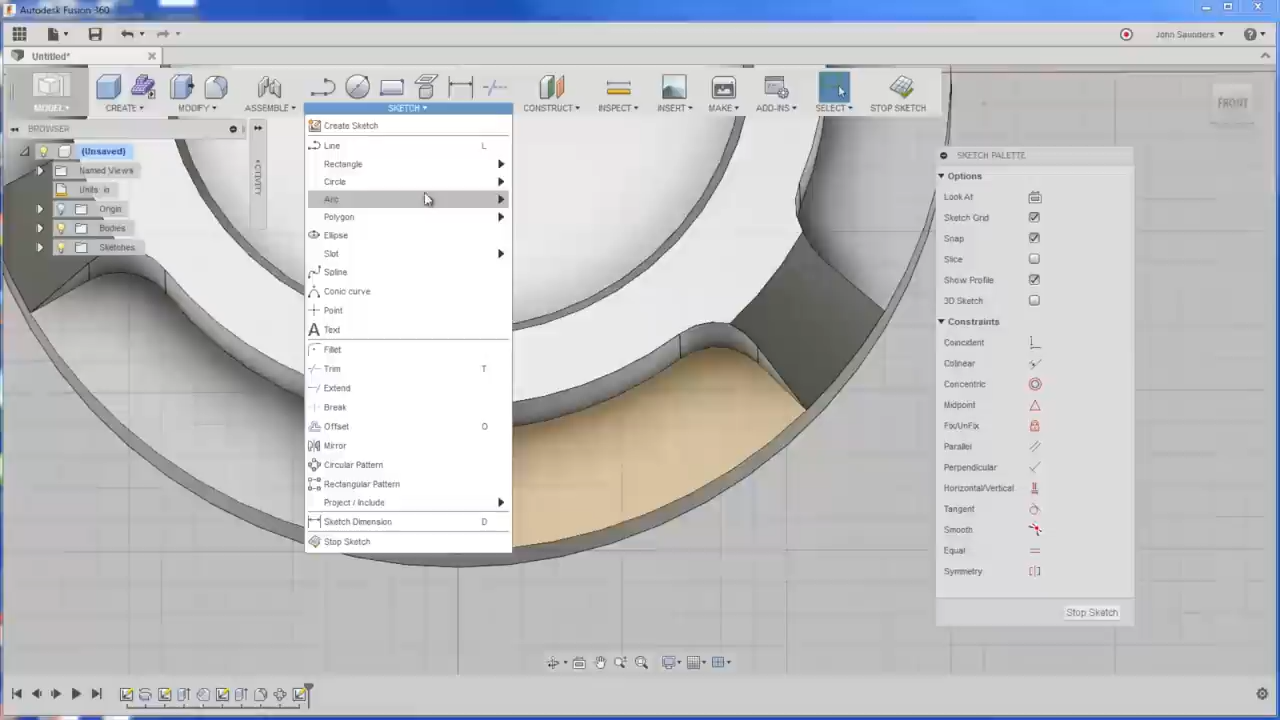 Autodesk Fusion 360
John Saunders
Untitled*
MODEL
CREATE
MODIFY
ASSEMBLE
SKETCH
CONSTRUCT
INSPECT
INSERT
MAKE
ADD-INS
SELECT
STOP SKETCH
FRONT
BROWSER
(Unsaved)
Named Views
Units: in
Origin
Bodies
Sketches
ACTIVITY
Create Sketch
Line L
Rectangle
Circle
Arc
Polygon
Ellipse
Slot
Spline
Conic curve
Point
A Text
Fillet
Trim T
Extend
Break
Offset O
Mirror
Circular Pattern
Rectangular Pattern
Project / Include
Sketch Dimension D
Stop Sketch
SKETCH PALETTE
Options
Look At
Sketch Grid
Snap
Slice
Show Profile
3D Sketch
Constraints
Coincident
Colinear
Concentric
Midpoint
Fix/UnFix
Parallel
Perpendicular
Horizontal/Vertical
Tangent
Smooth
Equal
Symmetry
Stop Sketch